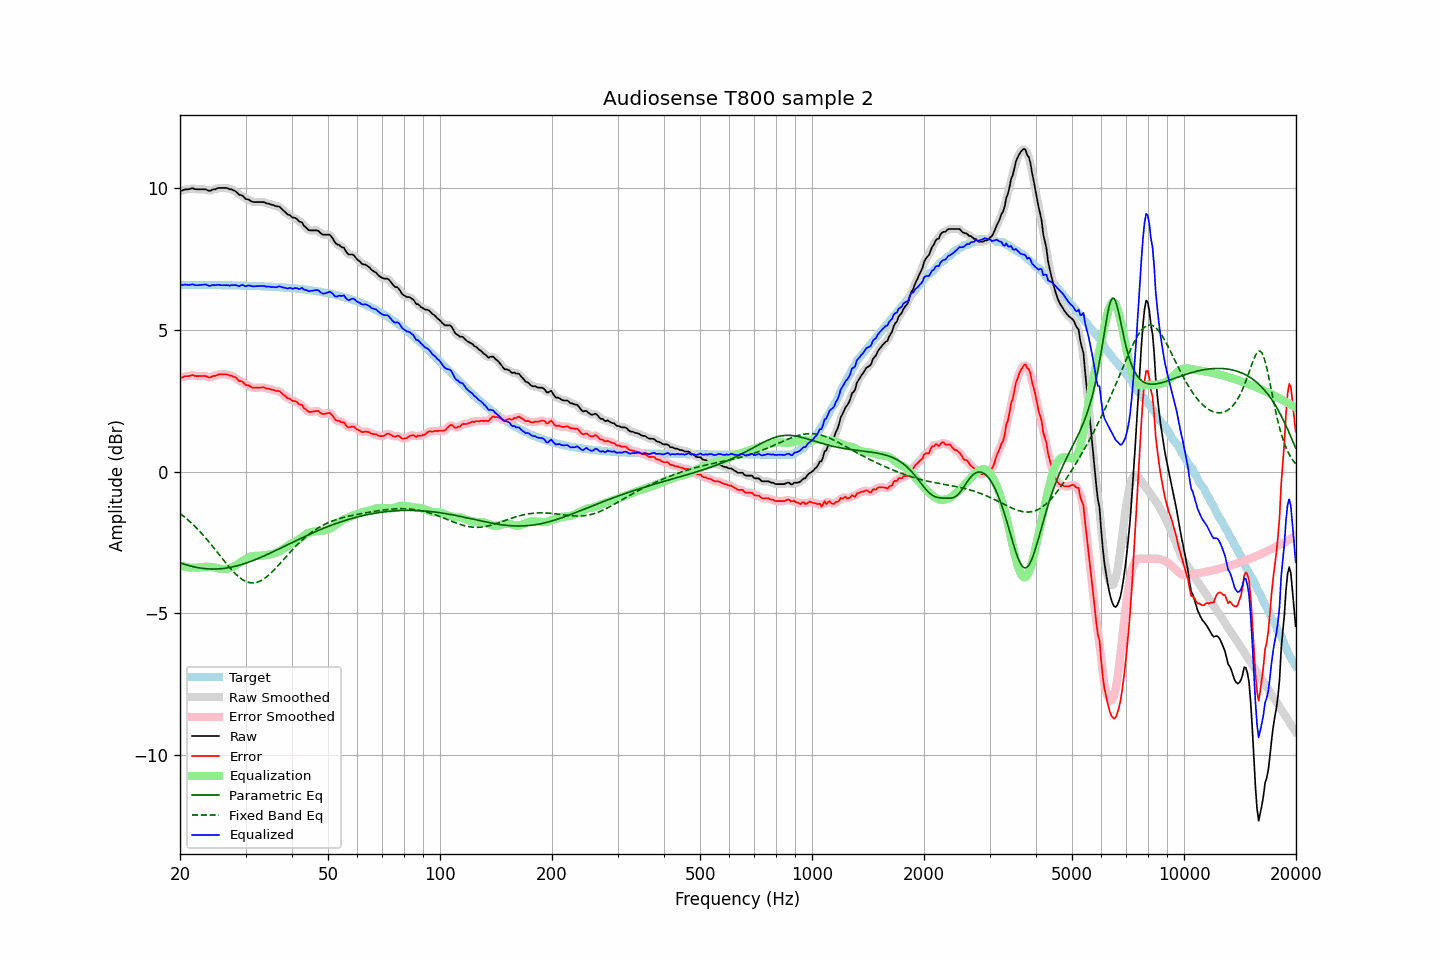 Audiosense T800 sample 2
Amplitude (dBr)
10
5
0
−5
−10
Target
Raw Smoothed
Error Smoothed
Raw
Error
Equalization
Parametric Eq
Fixed Band Eq
Equalized
20 50 100 200 500 1000 2000 5000 10000 20000
Frequency (Hz)